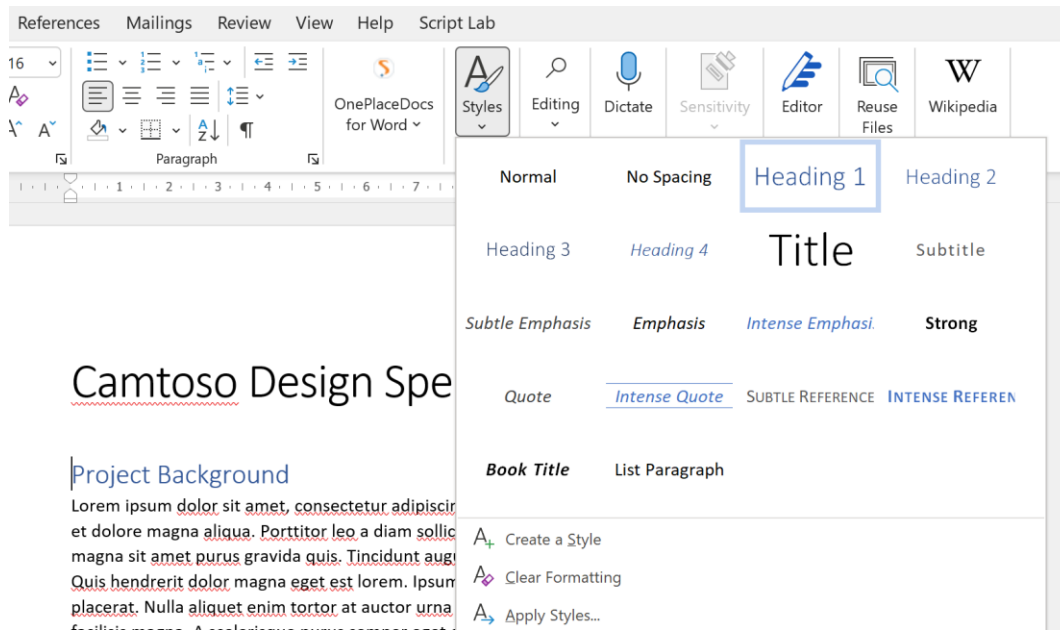 References Mailings Review View Help Script Lab
16
OnePlaceDocs
for Word
Styles
Editing
Dictate
Sensitivity
Editor
Reuse
Files
Wikipedia
Paragraph
1 2 3 4 5 6 7
Normal No Spacing Heading 1 Heading 2
Heading 3 Heading 4 Title Subtitle
Subtle Emphasis Emphasis Intense Emphasi Strong
Quote Intense Quote SUBTLE REFERENCE INTENSE REFEREN
Book Title List Paragraph
Create a Style
Clear Formatting
Apply Styles...
Camtoso Design Spe
Project Background
Lorem ipsum dolor sit amet, consectetur adipiscin
et dolore magna aliqua. Porttitor leo a diam sollic
magna sit amet purus gravida quis. Tincidunt augu
Quis hendrerit dolor magna eget est lorem. Ipsum
placerat. Nulla aliquet enim tortor at auctor urna